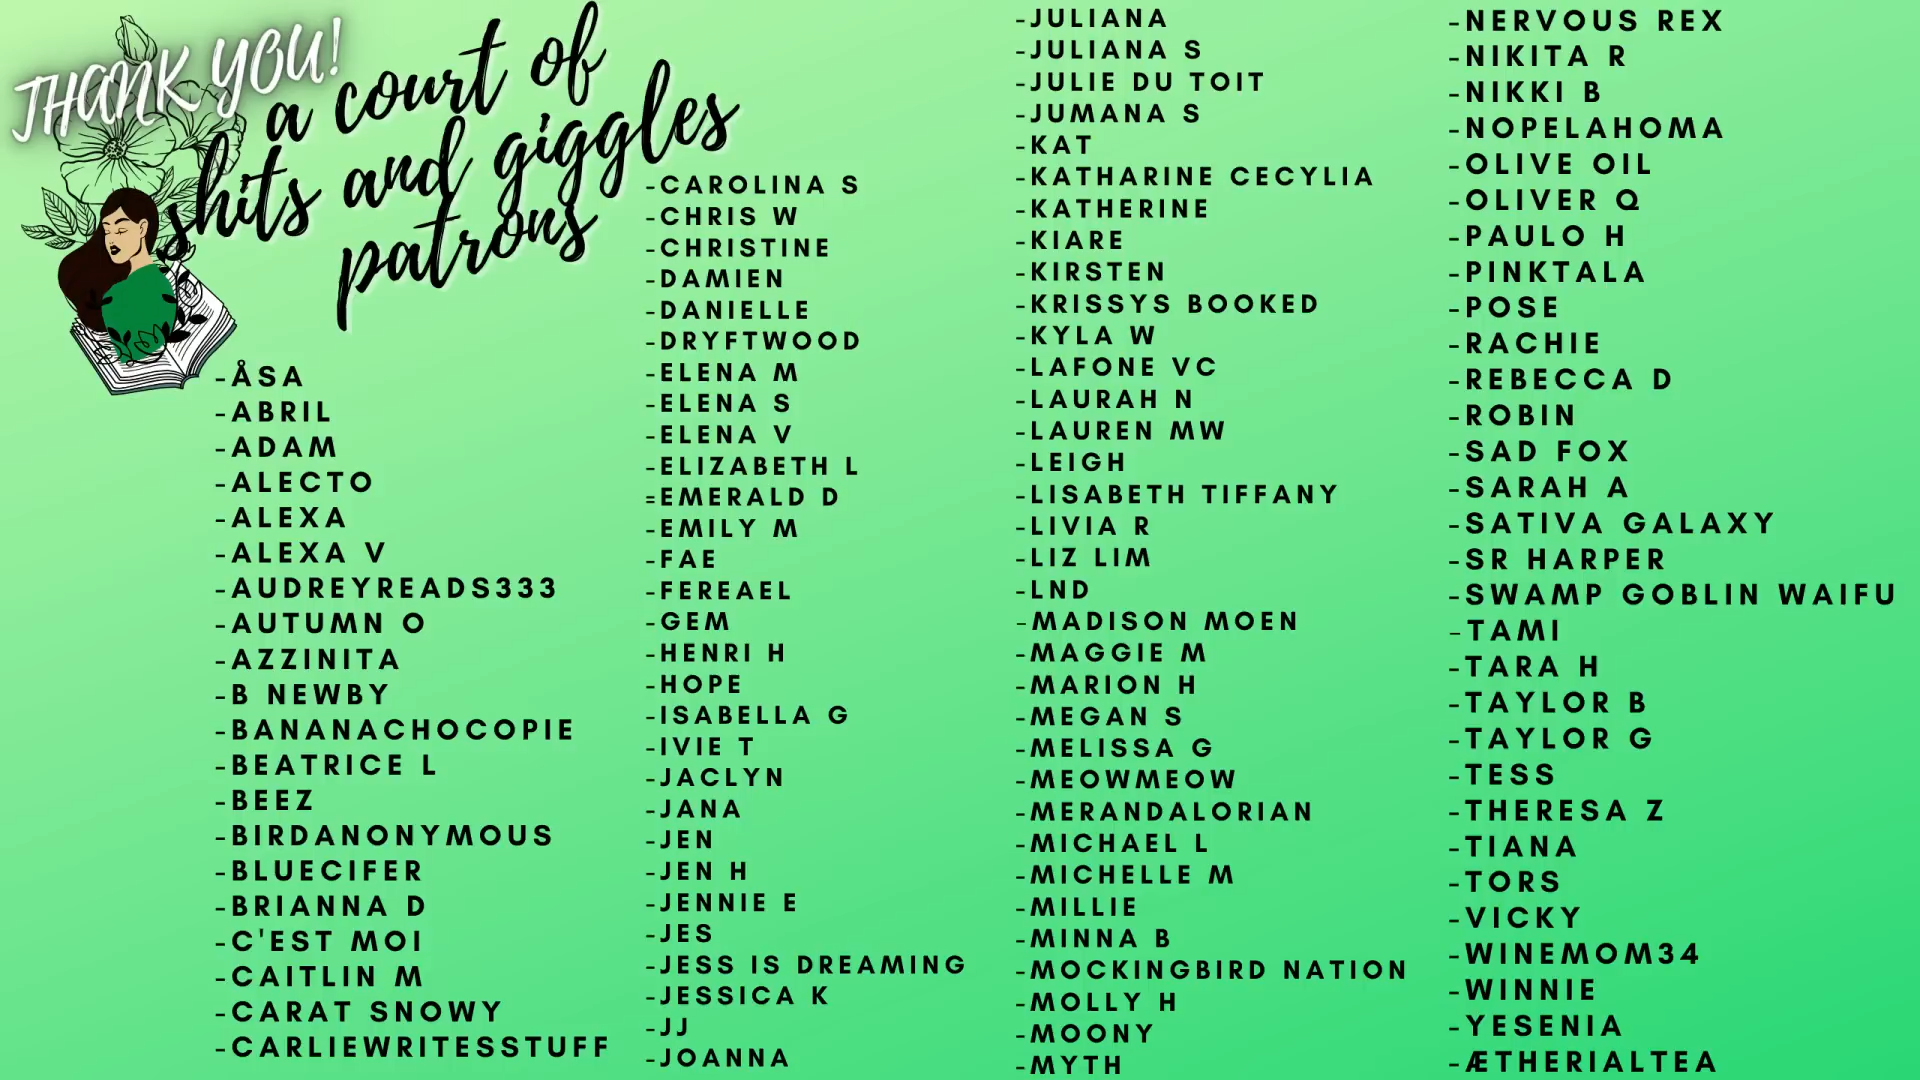 THANK YOU!
a court of
shits and giggles
patrons
-ÅSA
-ABRIL
-ADAM
-ALECTO
-ALEXA
-ALEXA V
-AUDREYREADS333
-AUTUMN O
-AZZINITA
-B NEWBY
-BANANACHOCOPIE
-BEATRICE L
-BEEZ
-BIRDANONYMOUS
-BLUECIFER
-BRIANNA D
-C'EST MOI
-CAITLIN M
-CARAT SNOWY
-CARLIEWRITESSTUFF
-CAROLINA S
-CHRIS W
-CHRISTINE
-DAMIEN
-DANIELLE
-DRYFTWOOD
-ELENA M
-ELENA S
-ELENA V
-ELIZABETH L
=EMERALD D
-EMILY M
-FAE
-FEREAEL
-GEM
-HENRI H
-HOPE
-ISABELLA G
-IVIE T
-JACLYN
-JANA
-JEN
-JEN H
-JENNIE E
-JES
-JESS IS DREAMING
-JESSICA K
-JJ
-JOANNA
-JULIANA
-JULIANA S
-JULIE DU TOIT
-JUMANA S
-KAT
-KATHARINE CECYLIA
-KATHERINE
-KIARE
-KIRSTEN
-KRISSYS BOOKED
-KYLA W
-LAFONE VC
-LAURAH N
-LAUREN MW
-LEIGH
-LISABETH TIFFANY
-LIVIA R
-LIZ LIM
-LND
-MADISON MOEN
-MAGGIE M
-MARION H
-MEGAN S
-MELISSA G
-MEOWMEOW
-MERANDALORIAN
-MICHAEL L
-MICHELLE M
-MILLIE
-MINNA B
-MOCKINGBIRD NATION
-MOLLY H
-MOONY
-MYTH
-NERVOUS REX
-NIKITA R
-NIKKI B
-NOPELAHOMA
-OLIVE OIL
-OLIVER Q
-PAULO H
-PINKTALA
-POSE
-RACHIE
-REBECCA D
-ROBIN
-SAD FOX
-SARAH A
-SATIVA GALAXY
-SR HARPER
-SWAMP GOBLIN WAIFU
-TAMI
-TARA H
-TAYLOR B
-TAYLOR G
-TESS
-THERESA Z
-TIANA
-TORS
-VICKY
-WINEMOM34
-WINNIE
-YESENIA
-ÆTHERIALTEA